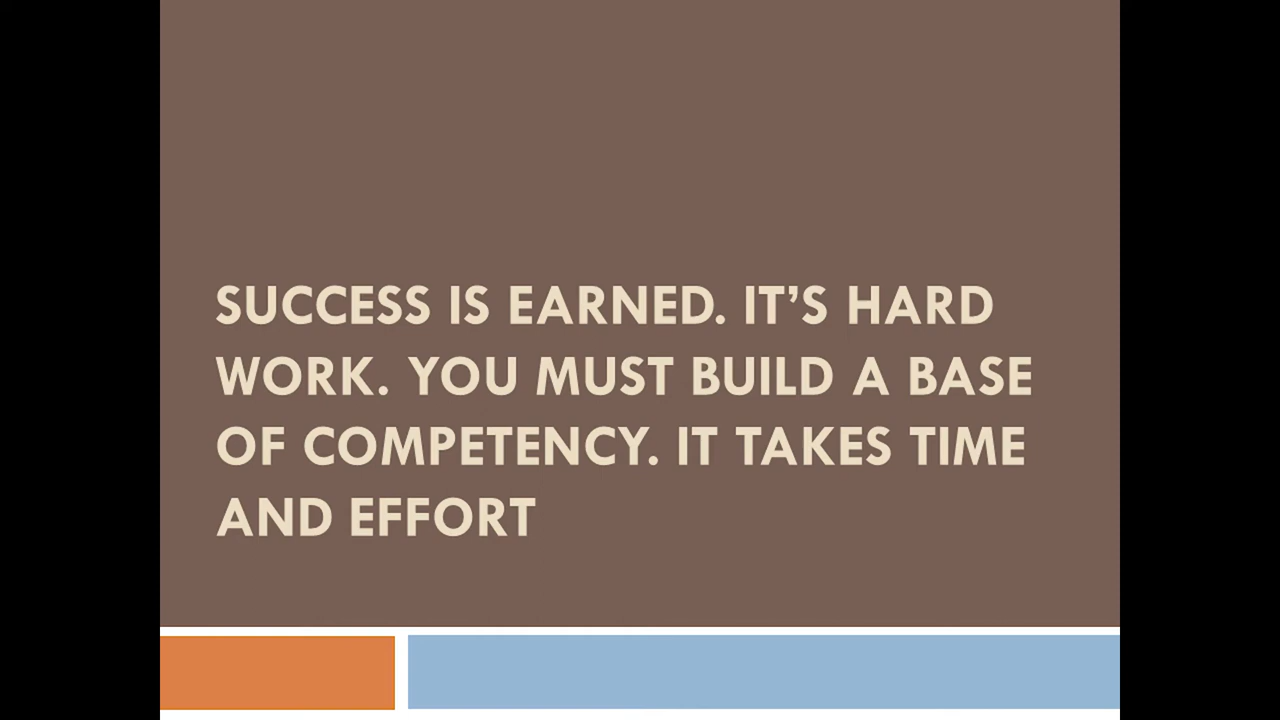 SUCCESS IS EARNED. IT’S HARD
WORK. YOU MUST BUILD A BASE
OF COMPETENCY. IT TAKES TIME
AND EFFORT